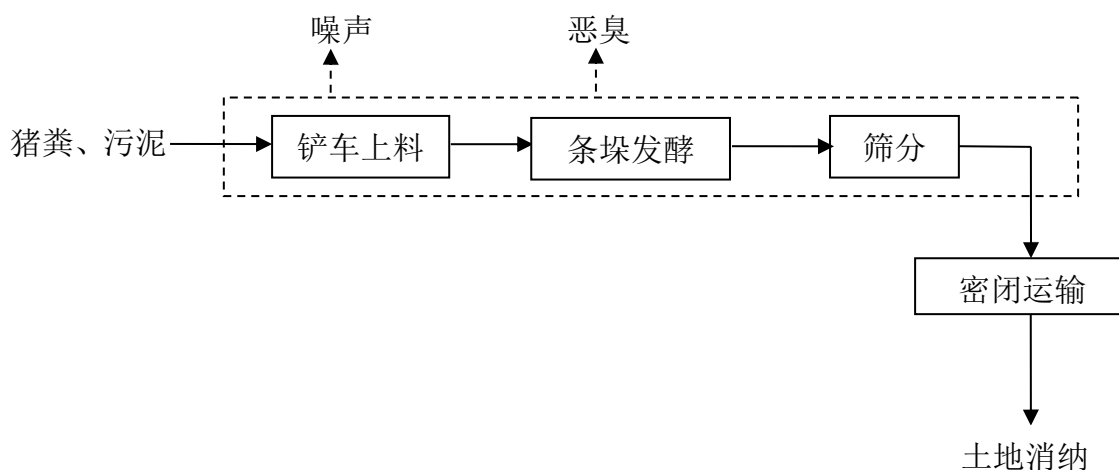 噪声
恶臭
猪粪、污泥
铲车上料
条垛发酵
筛分
密闭运输
土地消纳